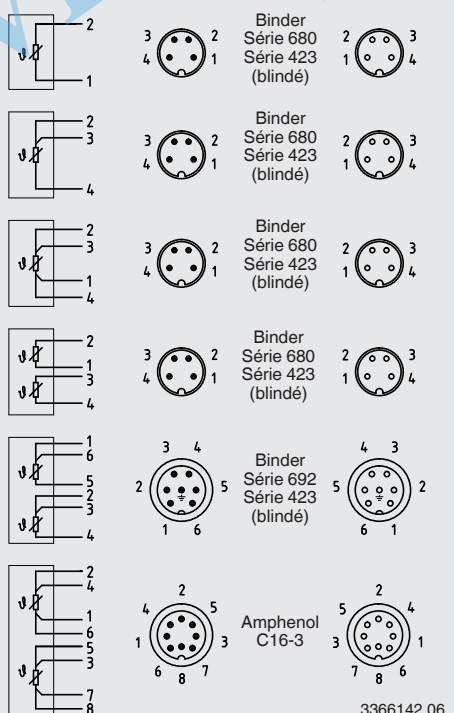 2
1
3 2
4 1
Binder
Série 680
Série 423
(blindé)
2 3
1 4
2
3
4
3 2
4 1
Binder
Série 680
Série 423
(blindé)
2 3
1 4
2
3
1
4
3 2
4 1
Binder
Série 680
Série 423
(blindé)
2 3
1 4
2
1
3
4
3 2
4 1
Binder
Série 680
Série 423
(blindé)
2 3
1 4
1
6
5
2
3
4
3 4
2 5
1 6
Binder
Série 692
Série 423
(blindé)
4 3
5 2
6 1
2
4
1
6
5
3
7
8
2
4 5
1 3
6 7
8
Amphenol
C16-3
2
5 4
3 1
7 6
8
3366142.06